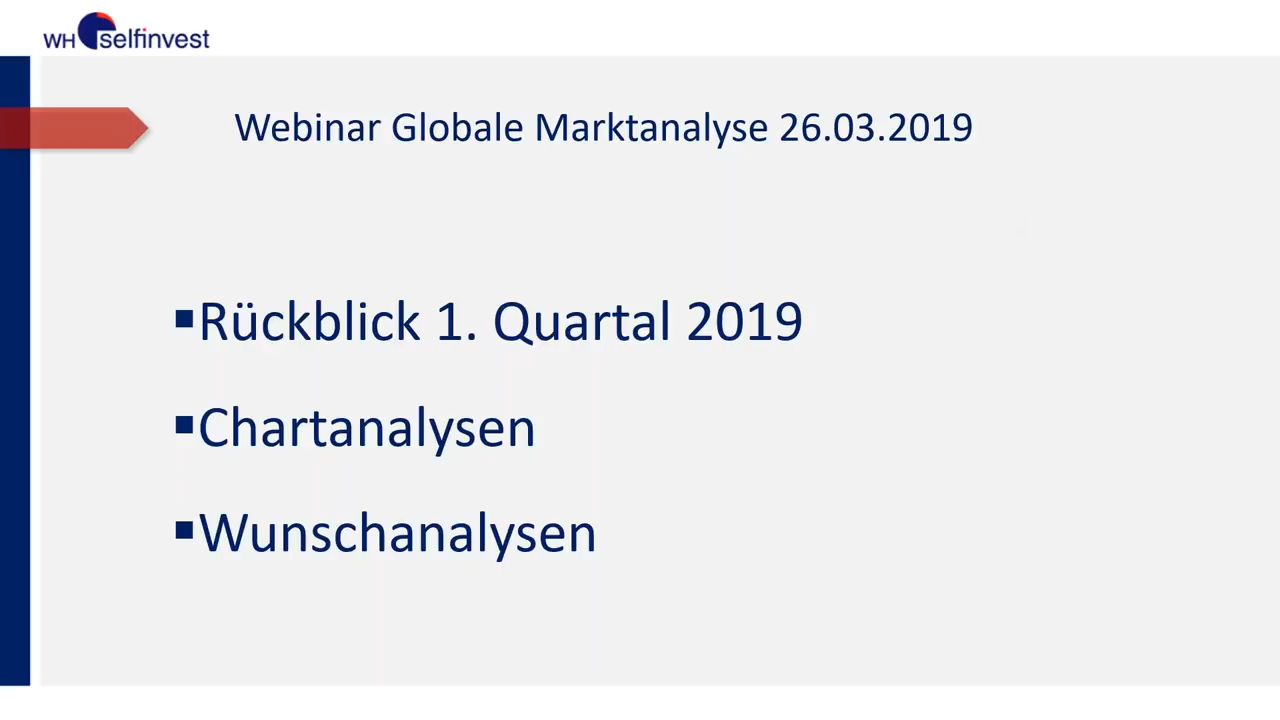 WH selfinvest
Webinar Globale Marktanalyse 26.03.2019
▪Rückblick 1. Quartal 2019
▪Chartanalysen
▪Wunschanalysen